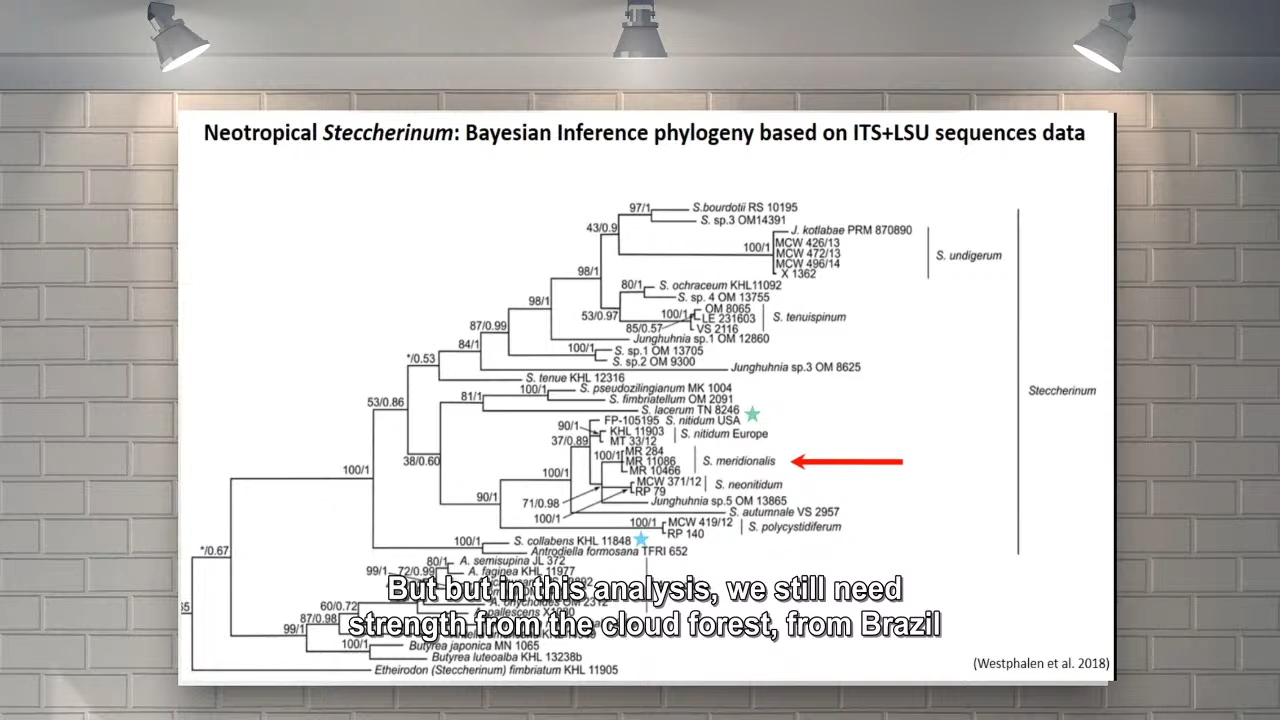 Neotropical Steccherinum: Bayesian Inference phylogeny based on ITS+LSU sequences data
97/1
S.bourdotii RS 10195
S. sp.3 OM14391
43/0.9
J. kotlabae PRM 870890
100/1
MCW 426/13
MCW 472/13
MCW 496/14
X 1362
S. undigerum
98/1
80/1
S. ochraceum KHL11092
S. sp. 4 OM 13755
53/0.97
98/1
OM 8065
100/1
LE 231603
S. tenuispinum
85/0.57
VS 2116
87/0.99
Junghuhnia sp.1 OM 12860
84/1
100/1
S. sp.1 OM 13705
S. sp.2 OM 9300
*/0.53
Junghuhnia sp.3 OM 8625
S. tenue KHL 12316
100/1
S. pseudozilingianum MK 1004
81/1
S. fimbriatellum OM 2091
53/0.86
S. lacerum TN 8246
Steccherinum
FP-105195 S. nitidum USA
90/1
KHL 11903
S. nitidum Europe
37/0.89
MT 33/12
100/1
MR 284
38/0.60
MR 11086
S. meridionalis
100/1
MR 10466
100/1
MCW 371/12
S. neonitidum
90/1
RP 79
71/0.98
Junghuhnia sp.5 OM 13865
100/1
S. autumnale VS 2957
100/1
MCW 419/12
S. polycystidiferum
RP 140
100/1
S. collabens KHL 11848
*/0.67
Antrodiella formosana TFRI 652
80/1
A. semisupina JL 372
99/1
72/0.99
A. faginea KHL 11977
But but in this analysis, we still need
60/0.72
87/0.98
strength from the cloud forest, from Brazil
99/1
100/1
Butyrea japonica MN 1065
Butyrea luteoalba KHL 13238b
Etheirodon (Steccherinum) fimbriatum KHL 11905
(Westphalen et al. 2018)